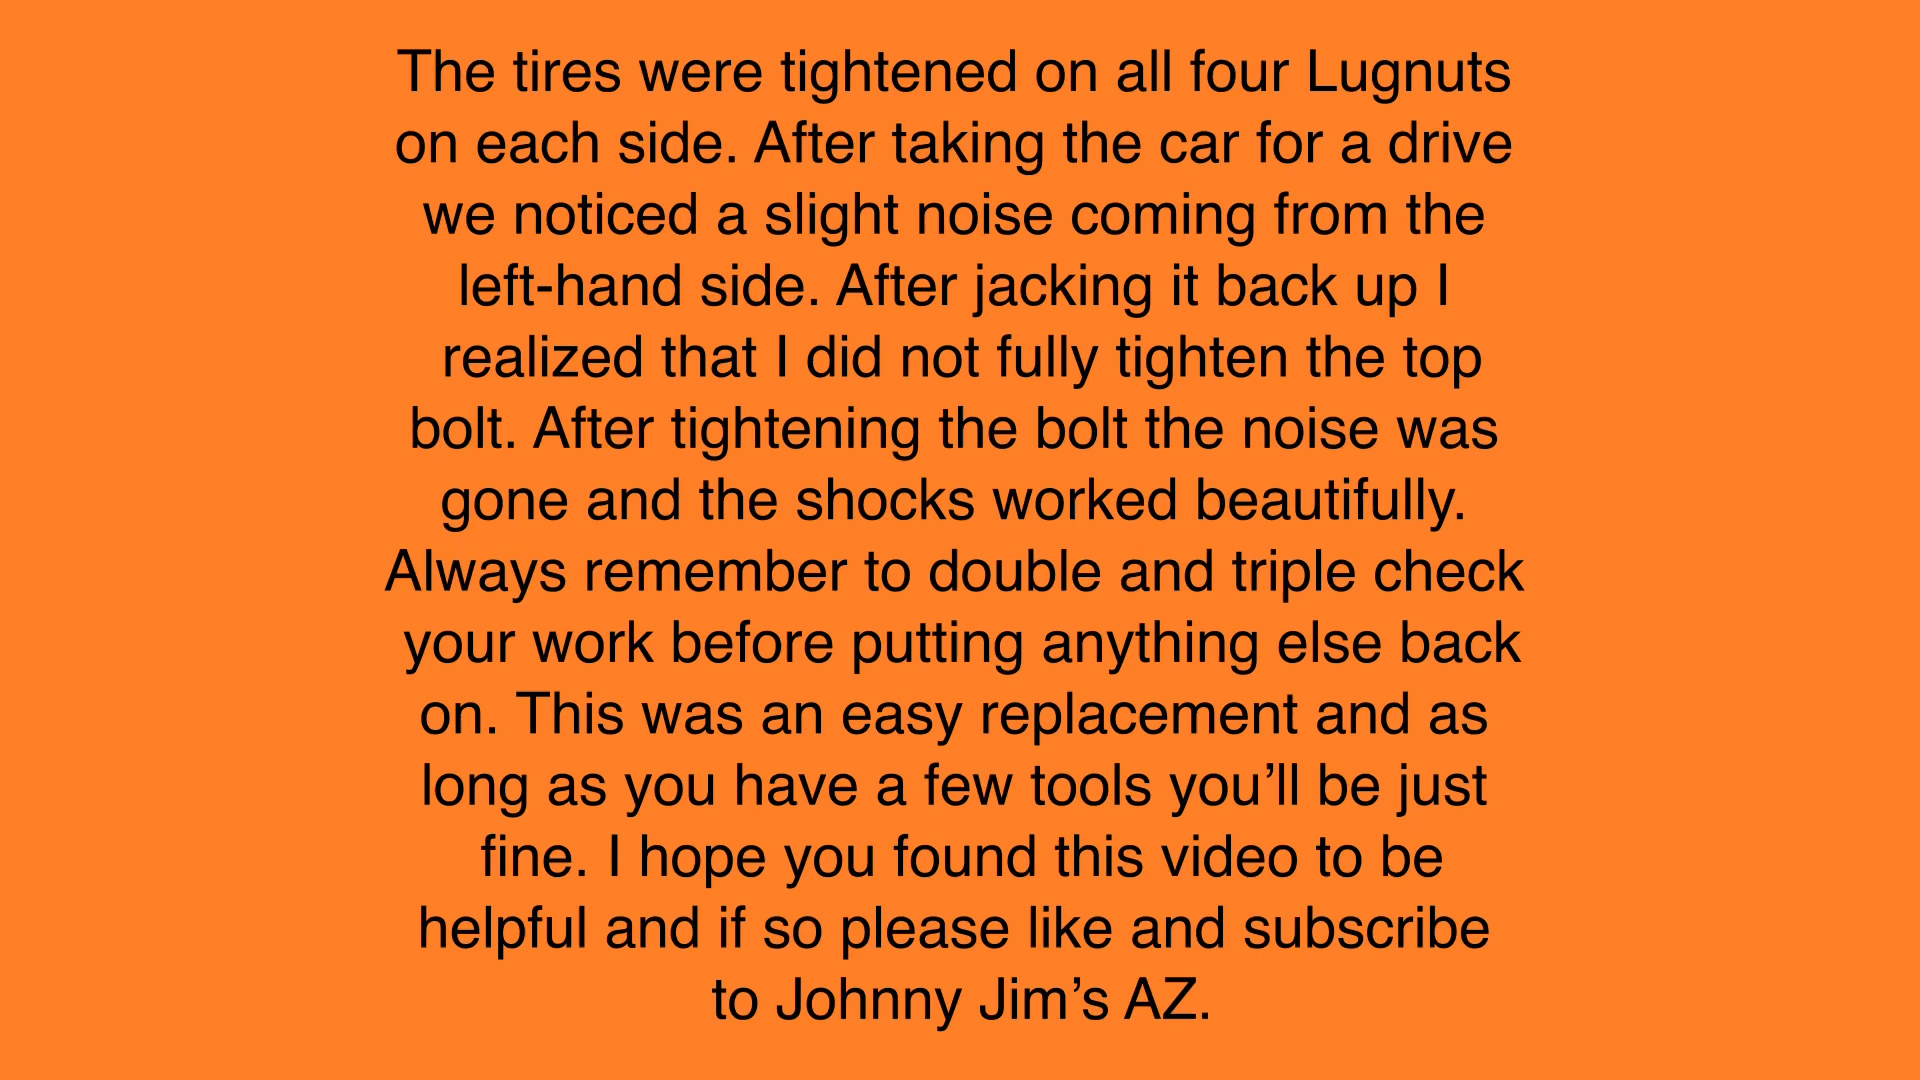 The tires were tightened on all four Lugnuts
on each side. After taking the car for a drive
we noticed a slight noise coming from the
left-hand side. After jacking it back up I
realized that I did not fully tighten the top
bolt. After tightening the bolt the noise was
gone and the shocks worked beautifully.
Always remember to double and triple check
your work before putting anything else back
on. This was an easy replacement and as
long as you have a few tools you’ll be just
fine. I hope you found this video to be
helpful and if so please like and subscribe
to Johnny Jim’s AZ.